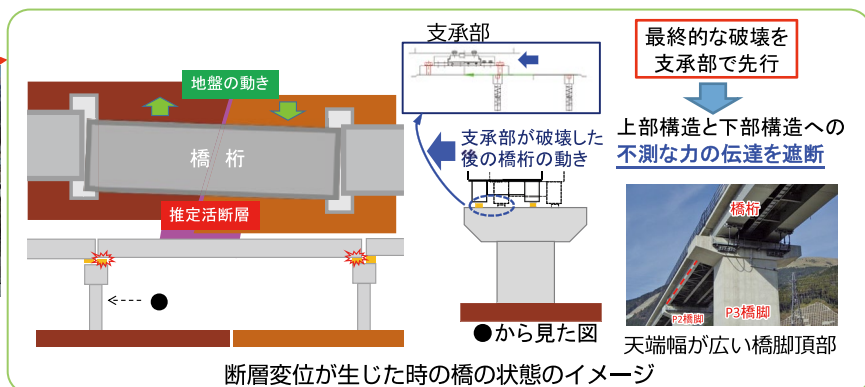 支承部
最終的な破壊を
支承部で先行
地盤の動き
上部構造と下部構造への
不測な力の伝達を遮断
支承部が破壊した
後の橋桁の動き
橋 桁
推定活断層
橋桁
P2橋脚
P3橋脚
●
●から見た図
天端幅が広い橋脚頂部
断層変位が生じた時の橋の状態のイメージ